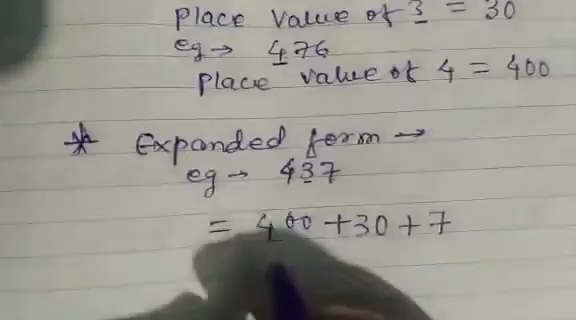 Place value of 3 = 30
eg → 476
Place value of 4 = 400
* Expanded form →
eg → 437
= 400 + 30 + 7